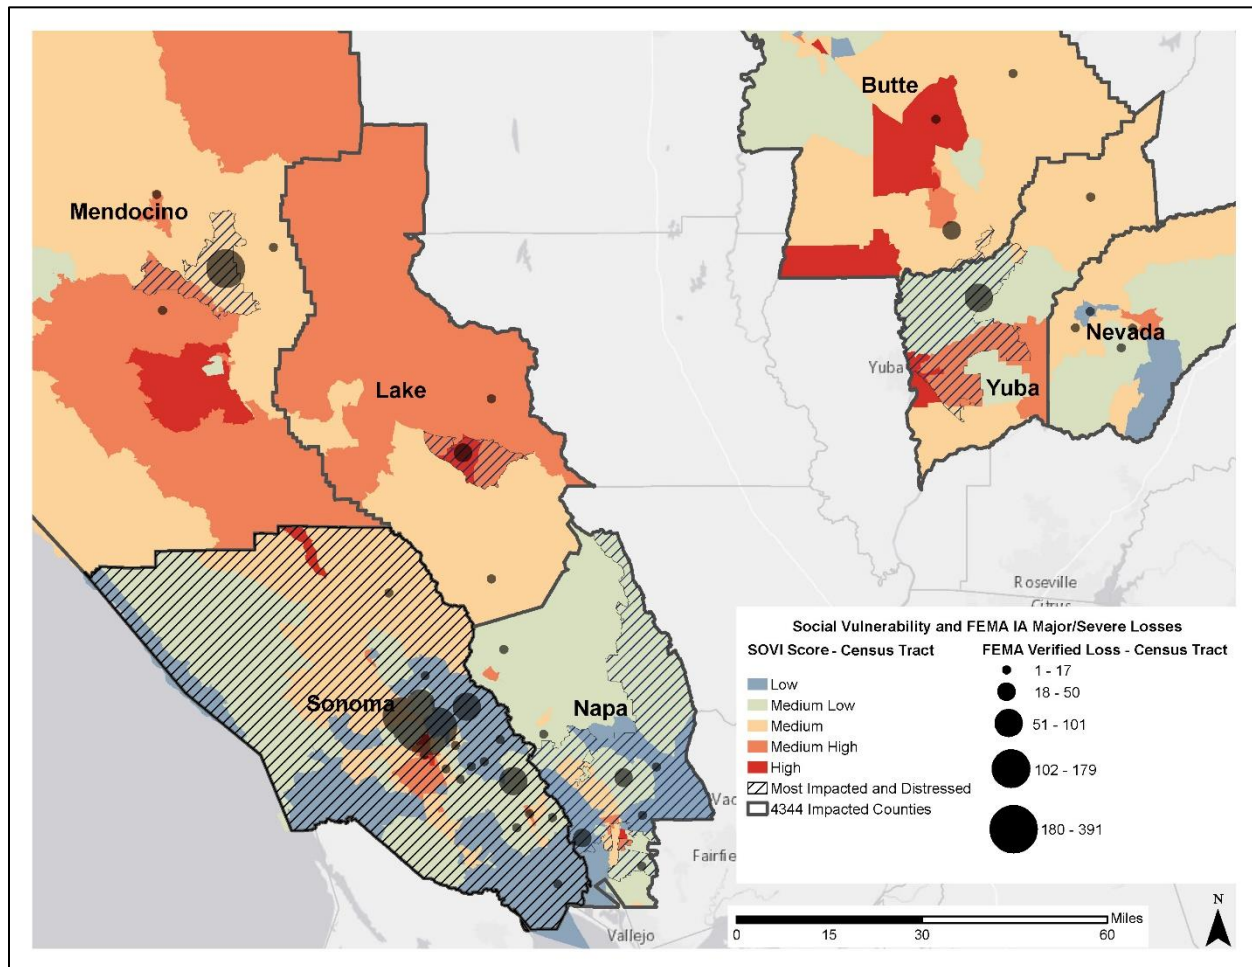 Butte
Mendocino
Nevada
Yuba
Yuba
Lake
Roseville
Citrus
Sonoma
Napa
Fairfie
Vallejo
Social Vulnerability and FEMA IA Major/Severe Losses
SOVI Score - Census Tract
Low
Medium Low
Medium
Medium High
High
Most Impacted and Distressed
4344 Impacted Counties
FEMA Verified Loss - Census Tract
1 - 17
18 - 50
51 - 101
102 - 179
180 - 391
Vac
N
Miles
0 15 30 60